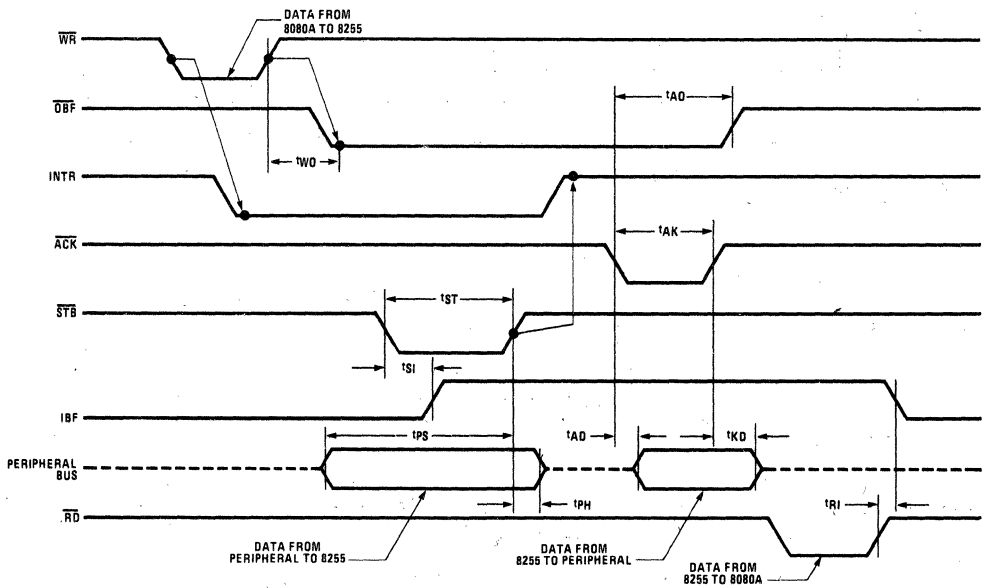 DATA FROM
8080A TO 8255
WR
OBF
tAO
tWO
INTR
ACK
tAK
STB
tST
tSI
IBF
tPS
tAD
tKD
PERIPHERAL
BUS
tPH
tRI
RD
DATA FROM
PERIPHERAL TO 8255
DATA FROM
8255 TO PERIPHERAL
DATA FROM
8255 TO 8080A